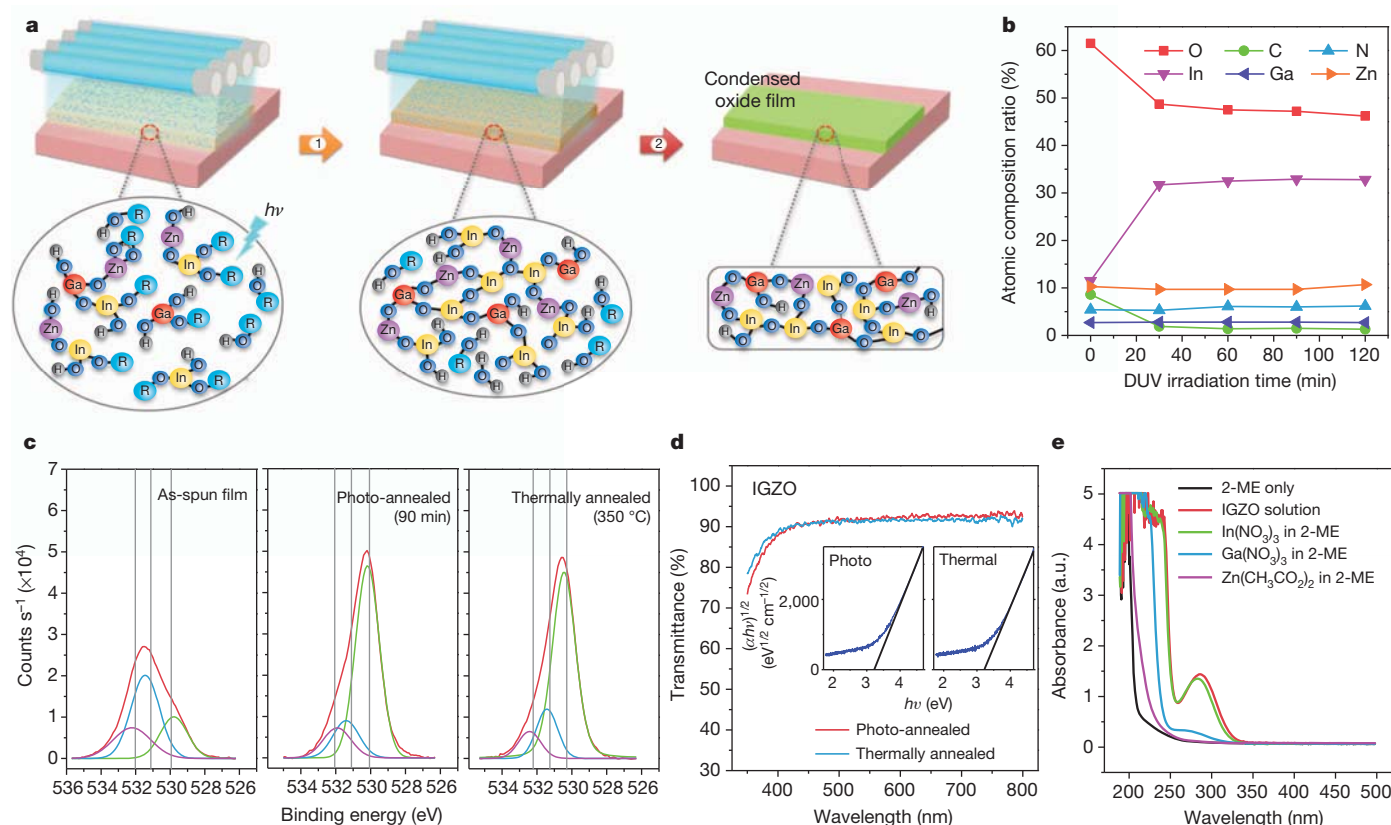 a
Condensed
oxide film
1
2
hν
H O R Zn In Ga
b
O C N
In Ga Zn
Atomic composition ratio (%)
60
50
40
30
20
10
0
0 20 40 60 80 100 120
DUV irradiation time (min)
c
As-spun film
Photo-annealed
(90 min)
Thermally annealed
(350 °C)
Counts s⁻¹ (×10⁴)
7
6
5
4
3
2
1
0
536 534 532 530 528 526
534 532 530 528 526
534 532 530 528 526
Binding energy (eV)
d
IGZO
Transmittance (%)
100
90
80
70
60
50
40
30
400 500 600 700 800
Wavelength (nm)
Photo
Thermal
(αhν)¹/²
(eV¹/² cm⁻¹/²)
2,000
0
2 3 4
2 3 4
hν (eV)
Photo-annealed
Thermally annealed
e
2-ME only
IGZO solution
In(NO₃)₃ in 2-ME
Ga(NO₃)₃ in 2-ME
Zn(CH₃CO₂)₂ in 2-ME
Absorbance (a.u.)
5
4
3
2
1
0
200 250 300 350 400 450 500
Wavelength (nm)